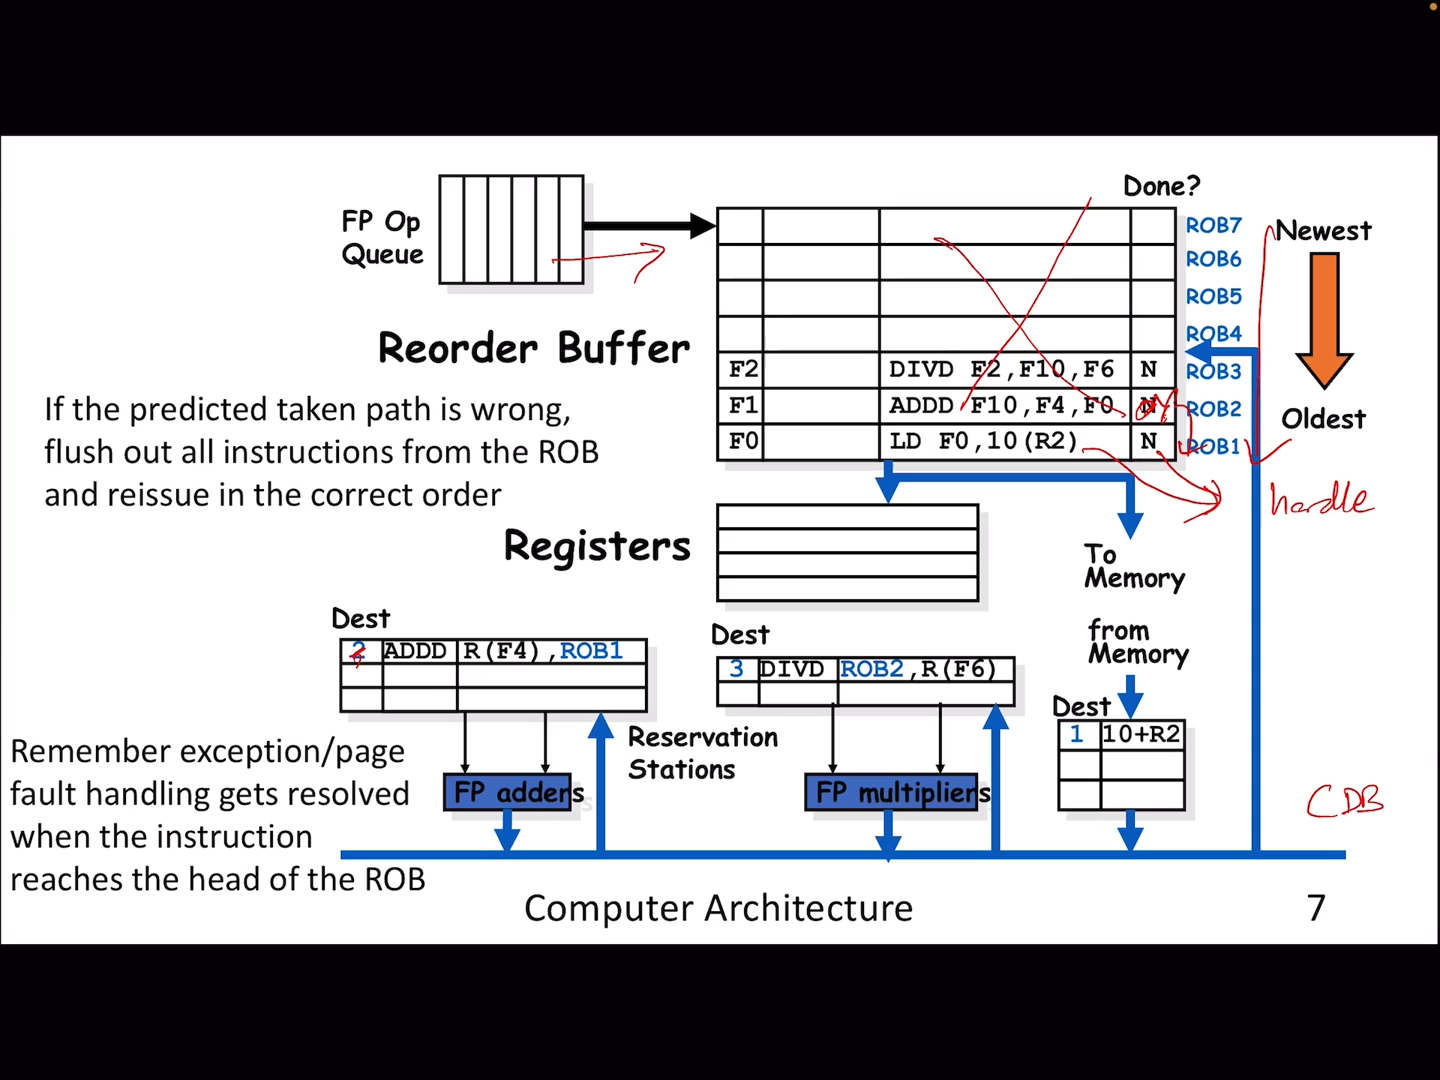 Done?
FP Op
Queue
ROB7
Newest
ROB6
ROB5
ROB4
Reorder Buffer
F2 DIVD F2,F10,F6 N ROB3
F1 ADDD F10,F4,F0 N ROB2
F0 LD F0,10(R2) N ROB1
Oldest
If the predicted taken path is wrong,
flush out all instructions from the ROB
and reissue in the correct order
handle
Registers
To
Memory
from
Memory
Dest
2 ADDD R(F4),ROB1
Dest
3 DIVD ROB2,R(F6)
Dest
1 10+R2
Reservation
Stations
FP adders
FP multipliers
Remember exception/page
fault handling gets resolved
when the instruction
reaches the head of the ROB
CDB
Computer Architecture
7